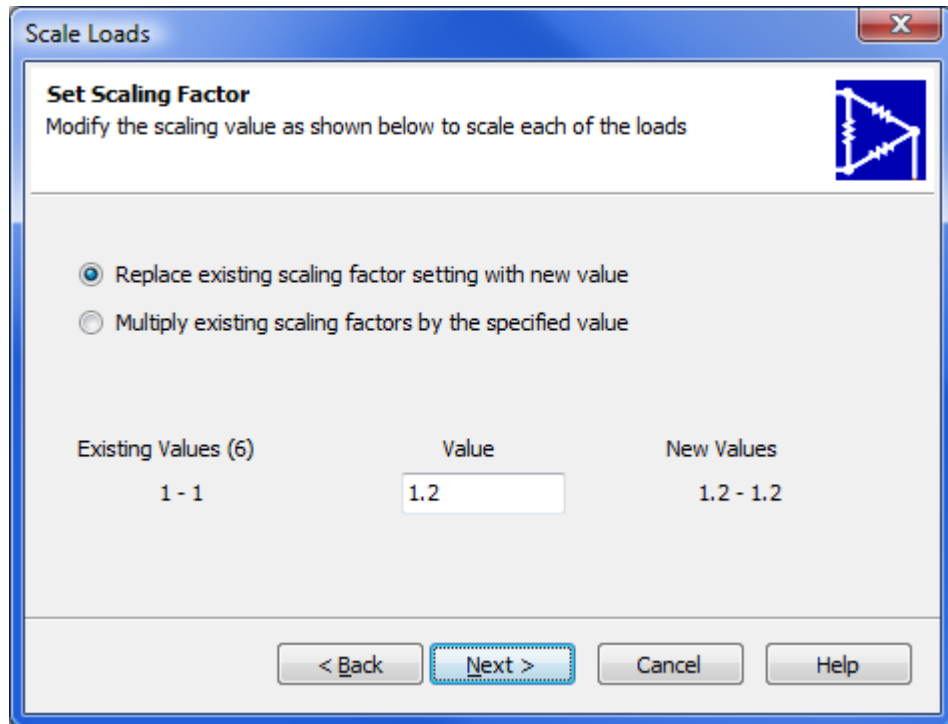 Scale Loads
Set Scaling Factor
Modify the scaling value as shown below to scale each of the loads
Replace existing scaling factor setting with new value
Multiply existing scaling factors by the specified value
Existing Values (6) Value New Values
1 - 1 1.2 1.2 - 1.2
< Back Next > Cancel Help